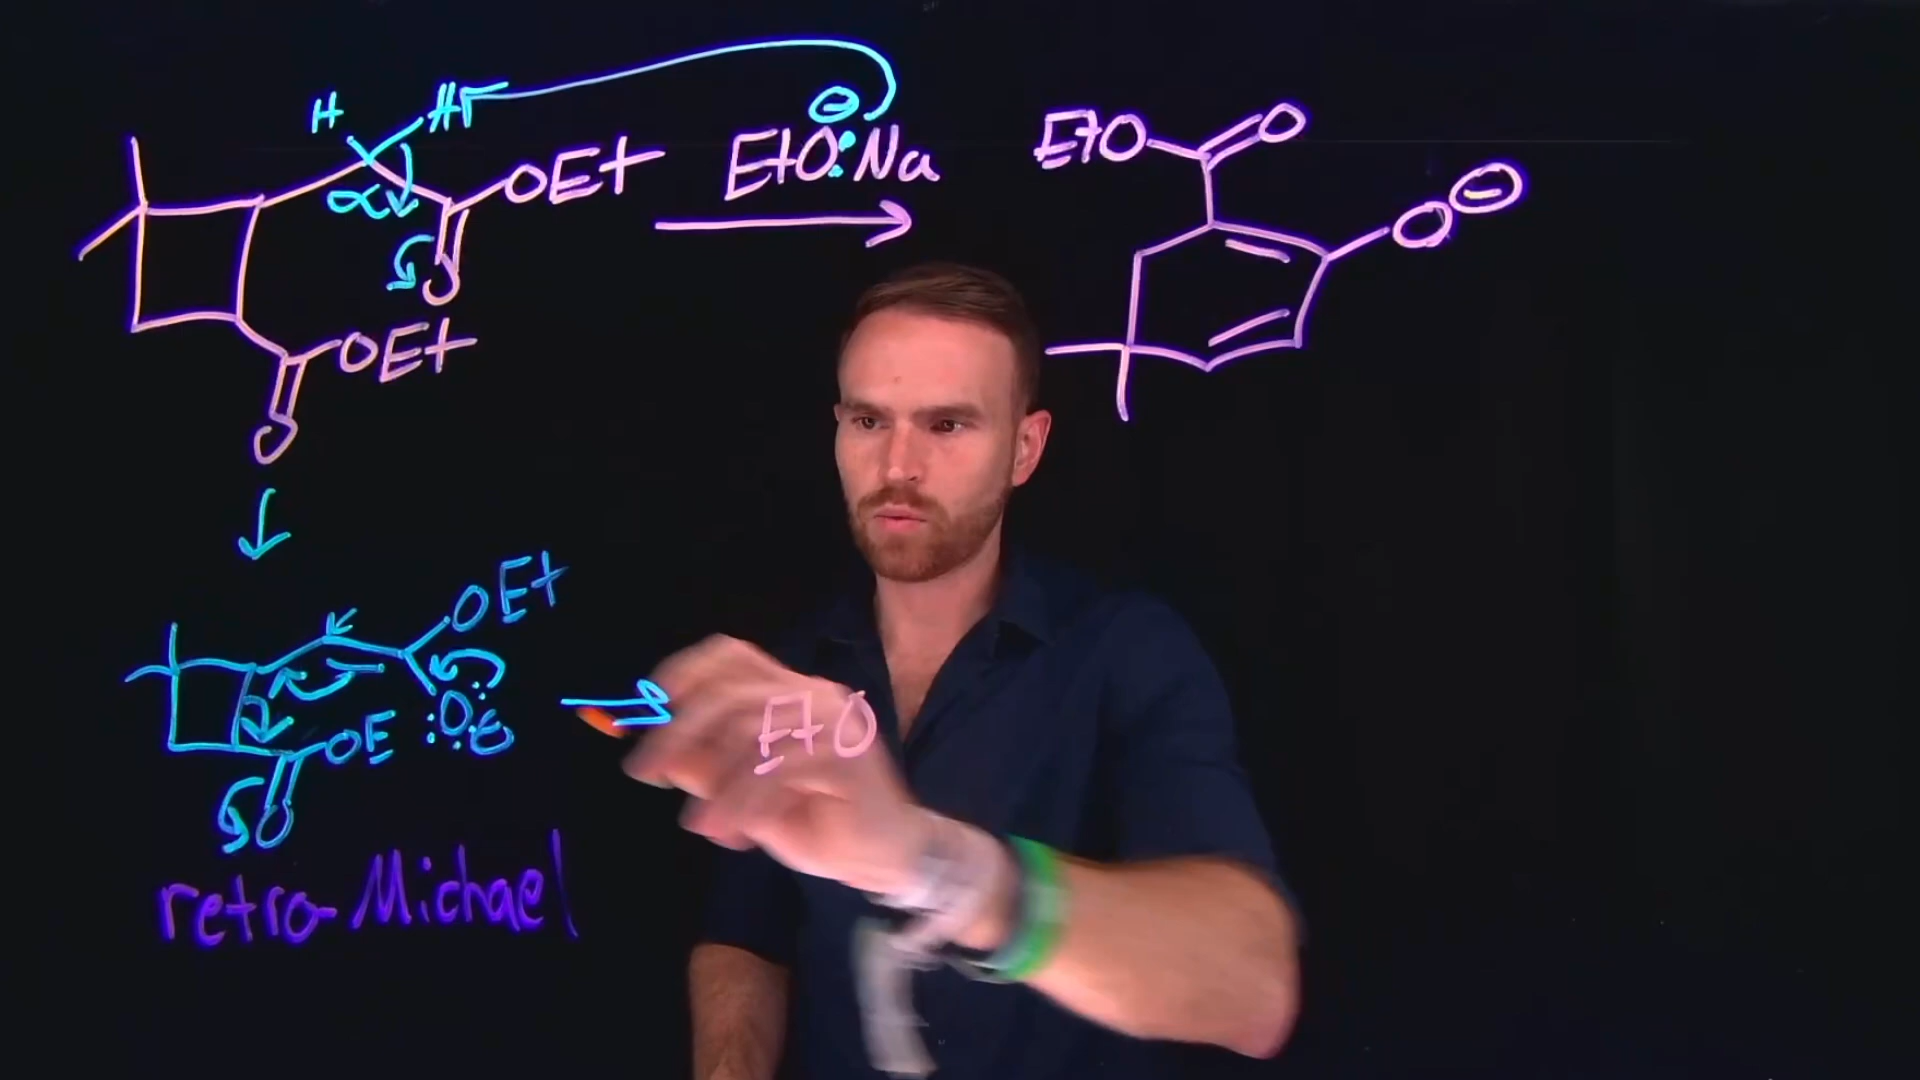 H H
OEt
EtO:Na
⊖
α
O
OEt
O
EtO
O
O⊖
OEt
OE
:O:⊖
O
EtO
retro-Michael